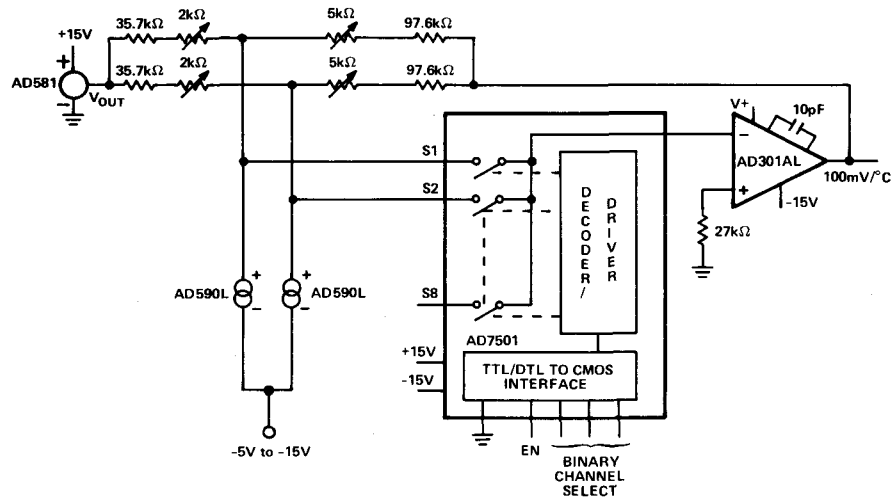 35.7kΩ 2kΩ 5kΩ 97.6kΩ
+15V
+
35.7kΩ 2kΩ 5kΩ 97.6kΩ
AD581
−
VOUT
V+ 10pF
−
S1
AD301AL
100mV/°C
+
−15V
S2
DECODER/
DRIVER
27kΩ
+ +
AD590L AD590L
− −
S8
AD7501
+15V
−15V
TTL/DTL TO CMOS
INTERFACE
−5V to −15V
EN
BINARY
CHANNEL
SELECT